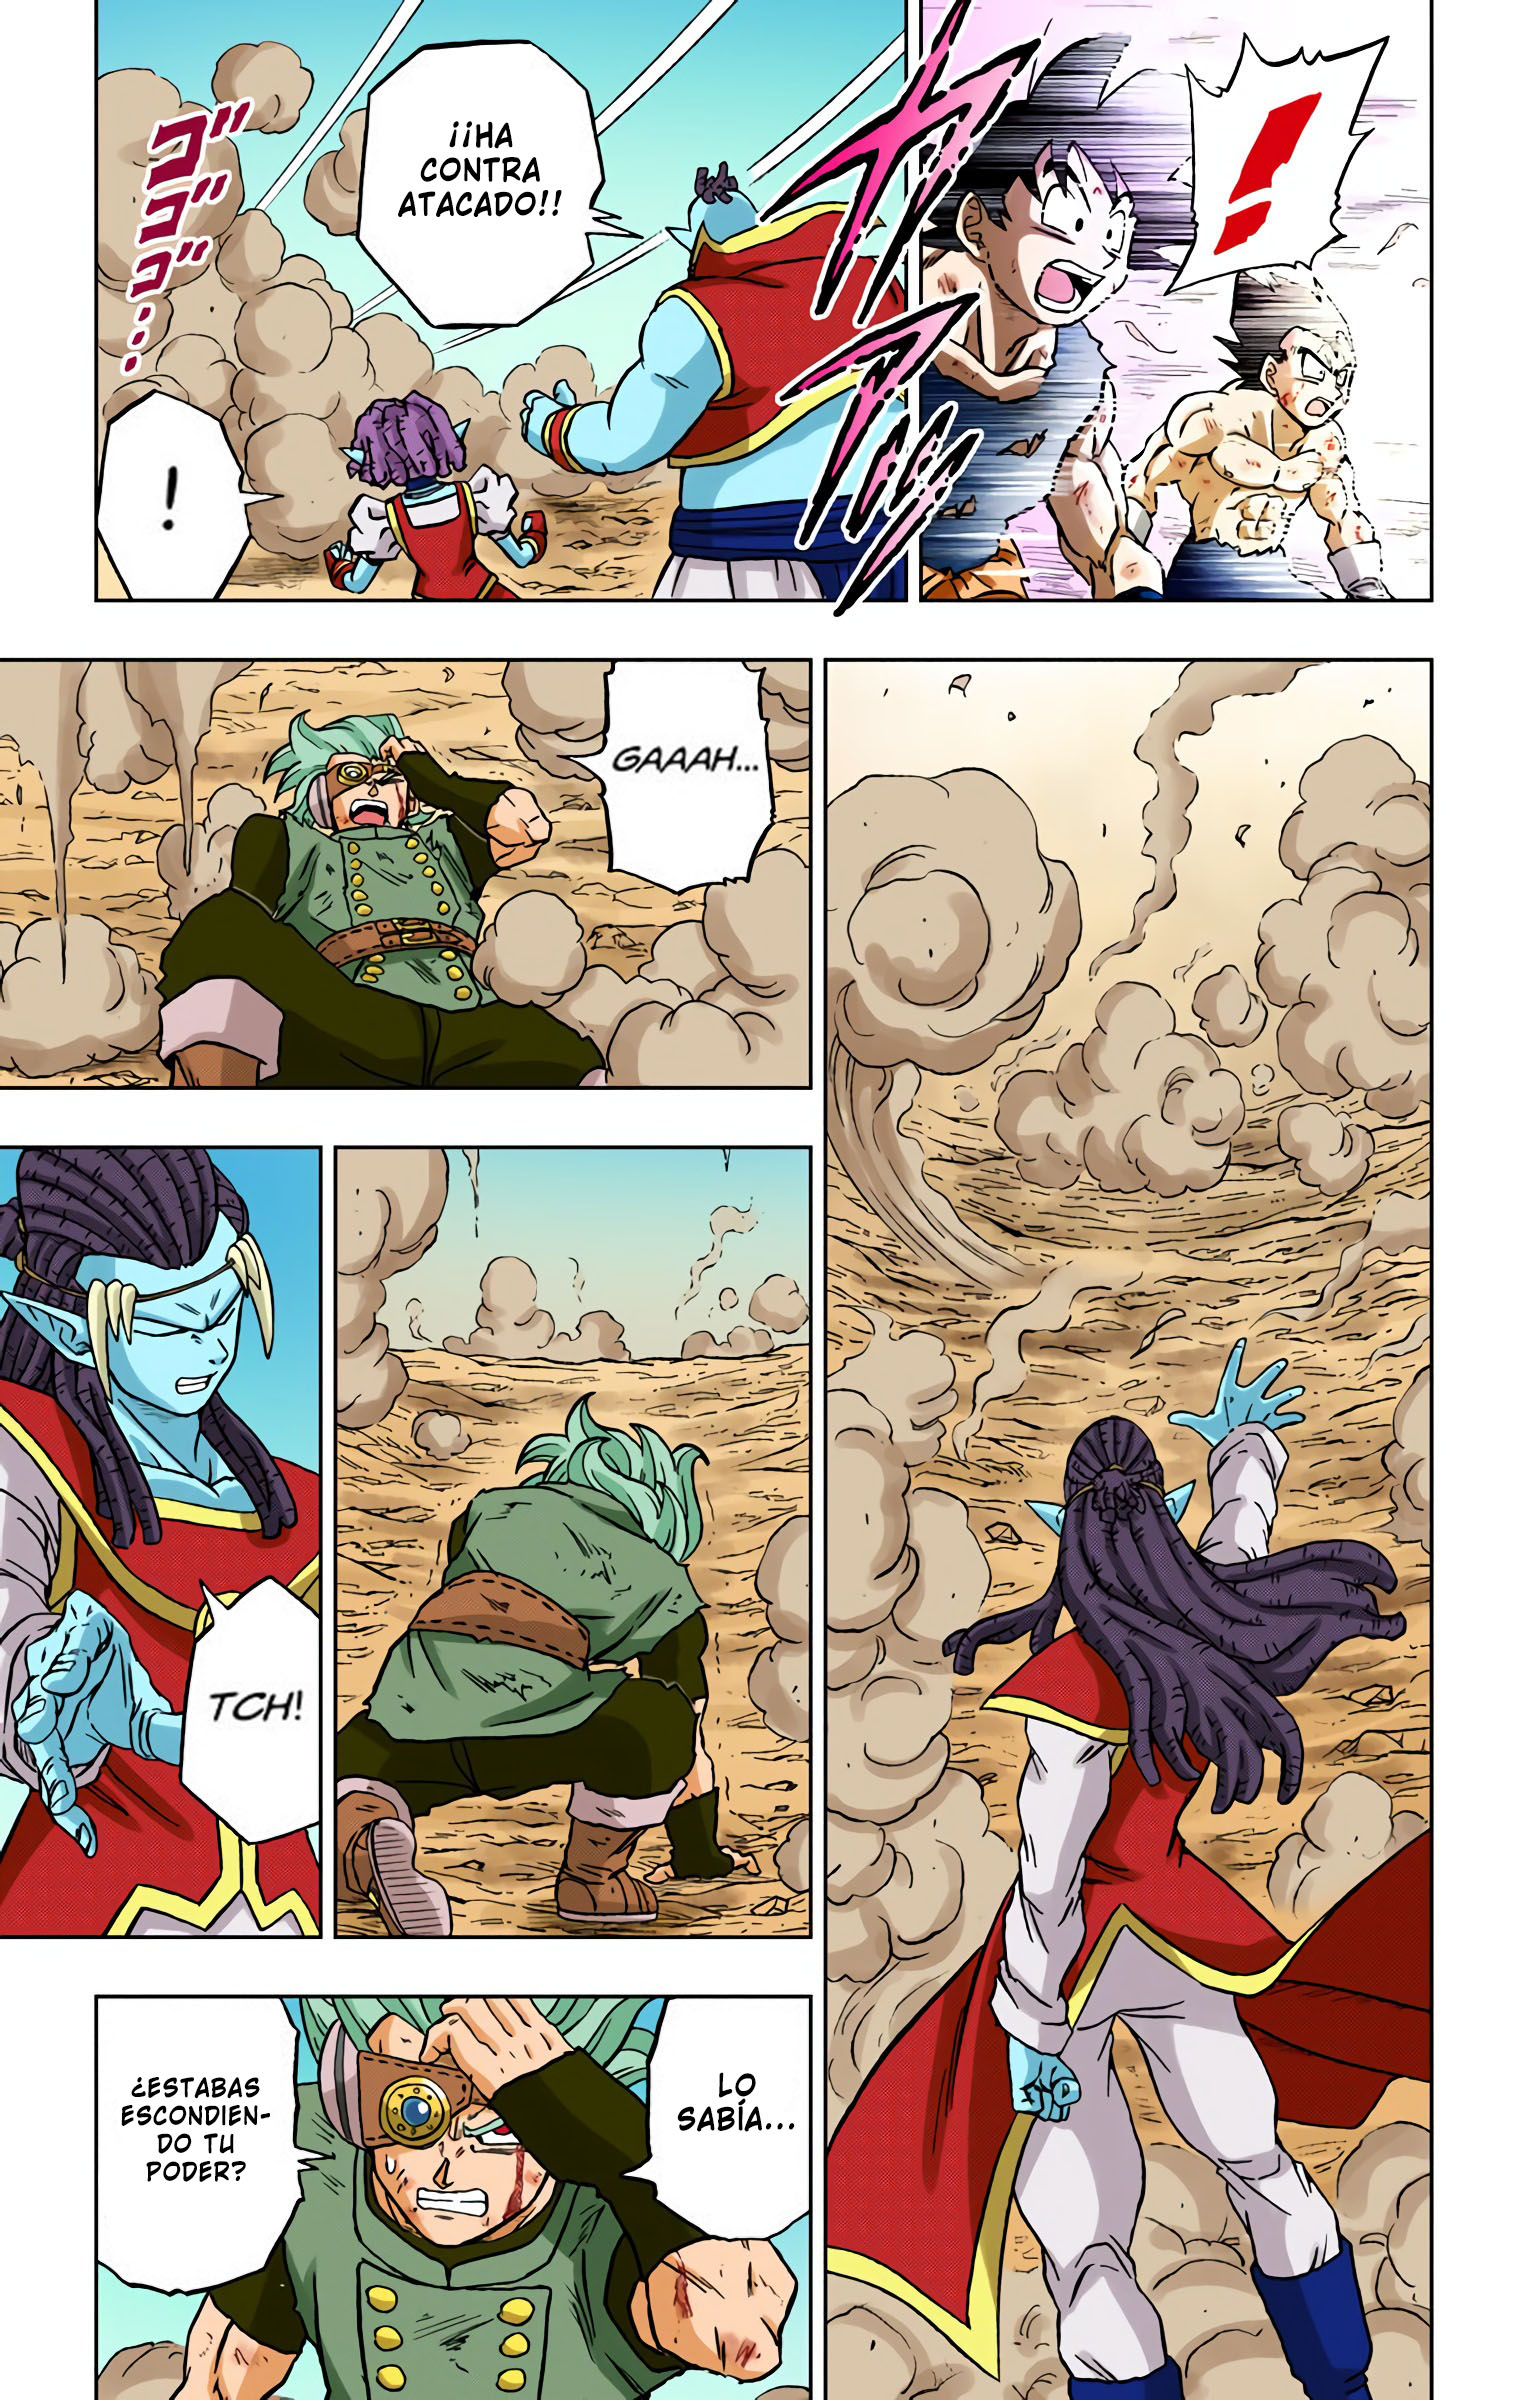 !
¡¡HA
CONTRA
ATACADO!!
ゴゴゴ…
!
GAAAH...
TCH!
LO
SABÍA...
¿ESTABAS
ESCONDIEN-
DO TU
PODER?